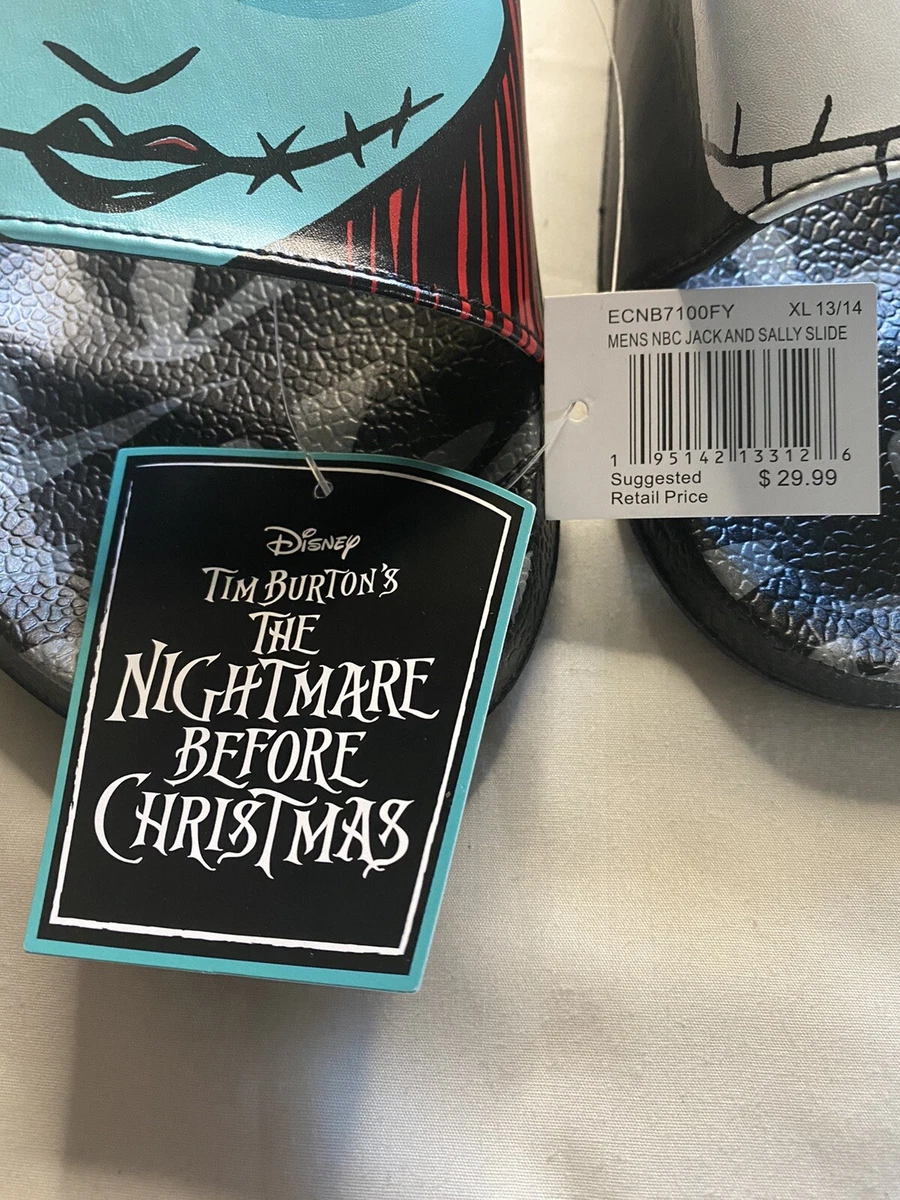 ECNB7100FY XL 13/14
MENS NBC JACK AND SALLY SLIDE
1 95142 13312 6
Suggested
Retail Price $ 29.99
Disney
TIM BURTON'S
THE
NIGHTMARE
BEFORE
CHRISTMAS